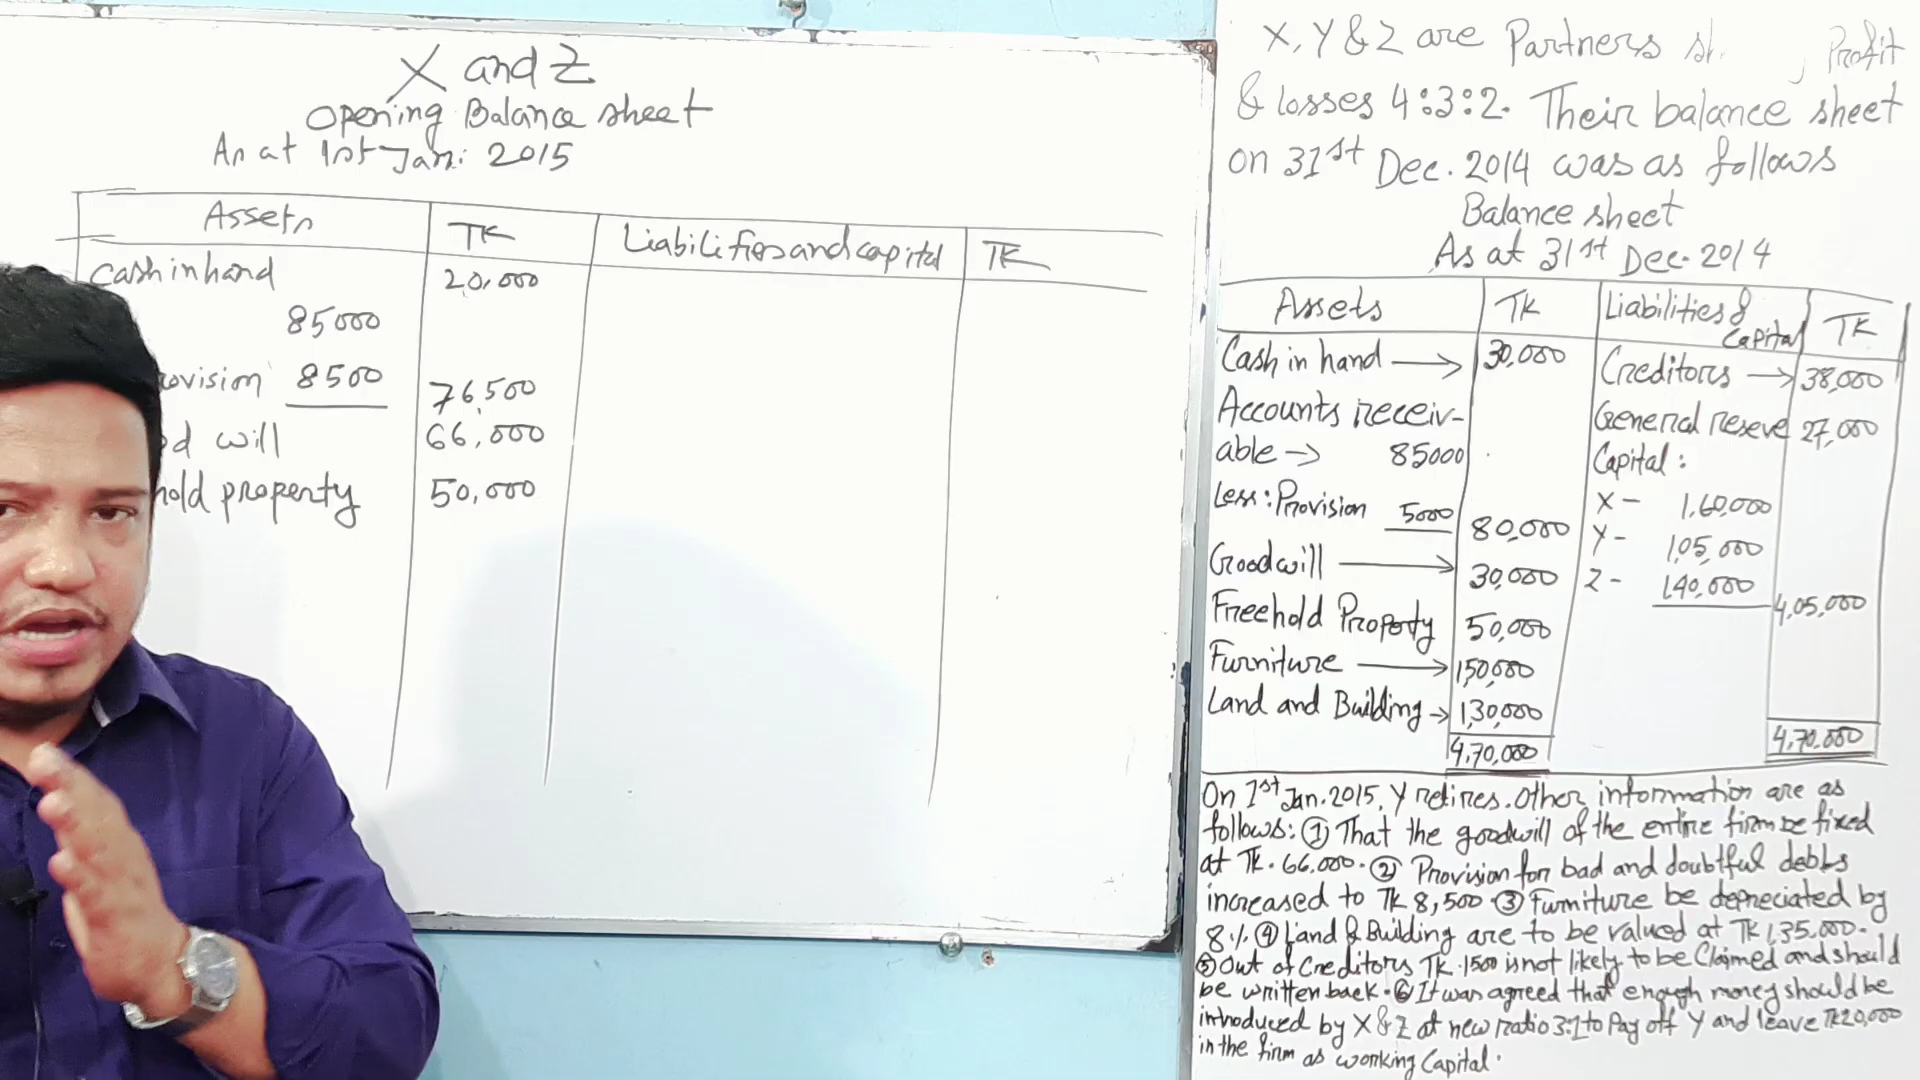 X and Z
Opening Balance sheet
As at 1st Jan: 2015
Assets TK Liabilities and capital TK
cash in hand 20,000
85000
rovision 8500 76,500
d will 66,000
hold property 50,000
X, Y & Z are Partners Profit
& losses 4:3:2. Their balance sheet
on 31st Dec. 2014 was as follows
Balance sheet
As at 31st Dec. 2014
Assets TK Liabilities & Capital TK
Cash in hand → 30,000 Creditors → 38,000
Accounts receiv- General reseve 27,000
able → 85000 Capital:
Less: Provision 5000 80,000 X - 1,60,000
Goodwill → 30,000 Y - 1,05,000
Freehold Property 50,000 Z - 1,40,000 4,05,000
Furniture → 1,50,000
Land and Building → 1,30,000
4,70,000 4,70,000
On 1st Jan. 2015, Y retires. Other information are as
follows: ① That the goodwill of the entire firm be fixed
at TK. 66,000. ② Provision for bad and doubtful debts
increased to TK 8,500 ③ Furniture be depreciated by
8% ④ Land & Building are to be valued at TK 1,35,000.
⑤ Out of Creditors TK. 1500 is not likely to be Claimed and should
be written back. ⑥ It was agreed that enough money should be
introduced by X & Z at new ratio 3:1 to Pay off Y and leave TK 20,000
in the firm as working Capital.